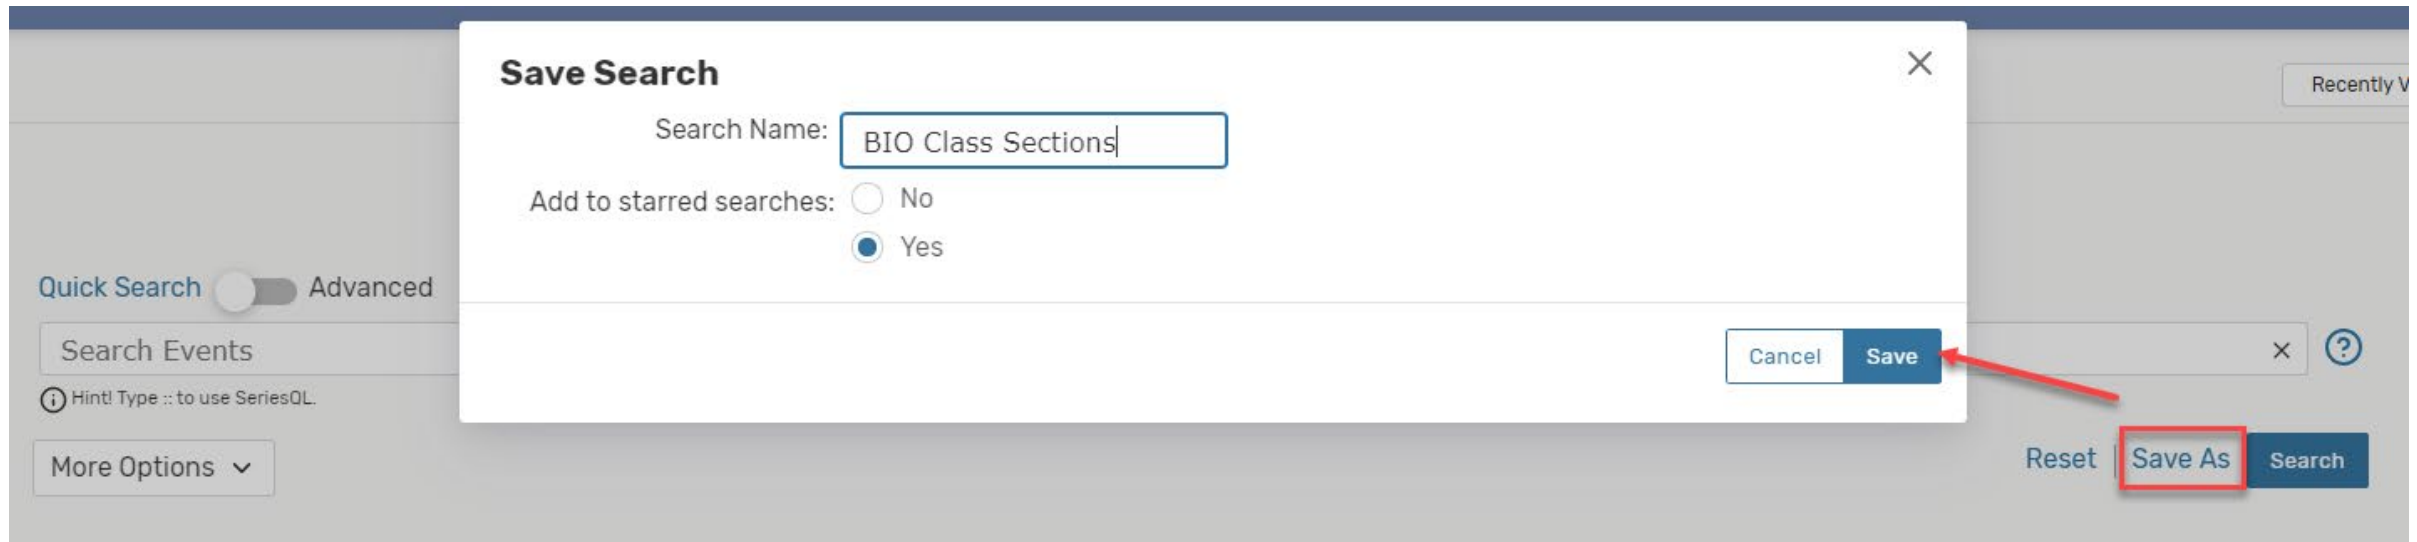 Save Search
Recently V
Search Name: BIO Class Sections
Add to starred searches: No
Yes
Quick Search Advanced
Search Events
Hint! Type :: to use SeriesQL.
Cancel Save
More Options
Reset | Save As Search